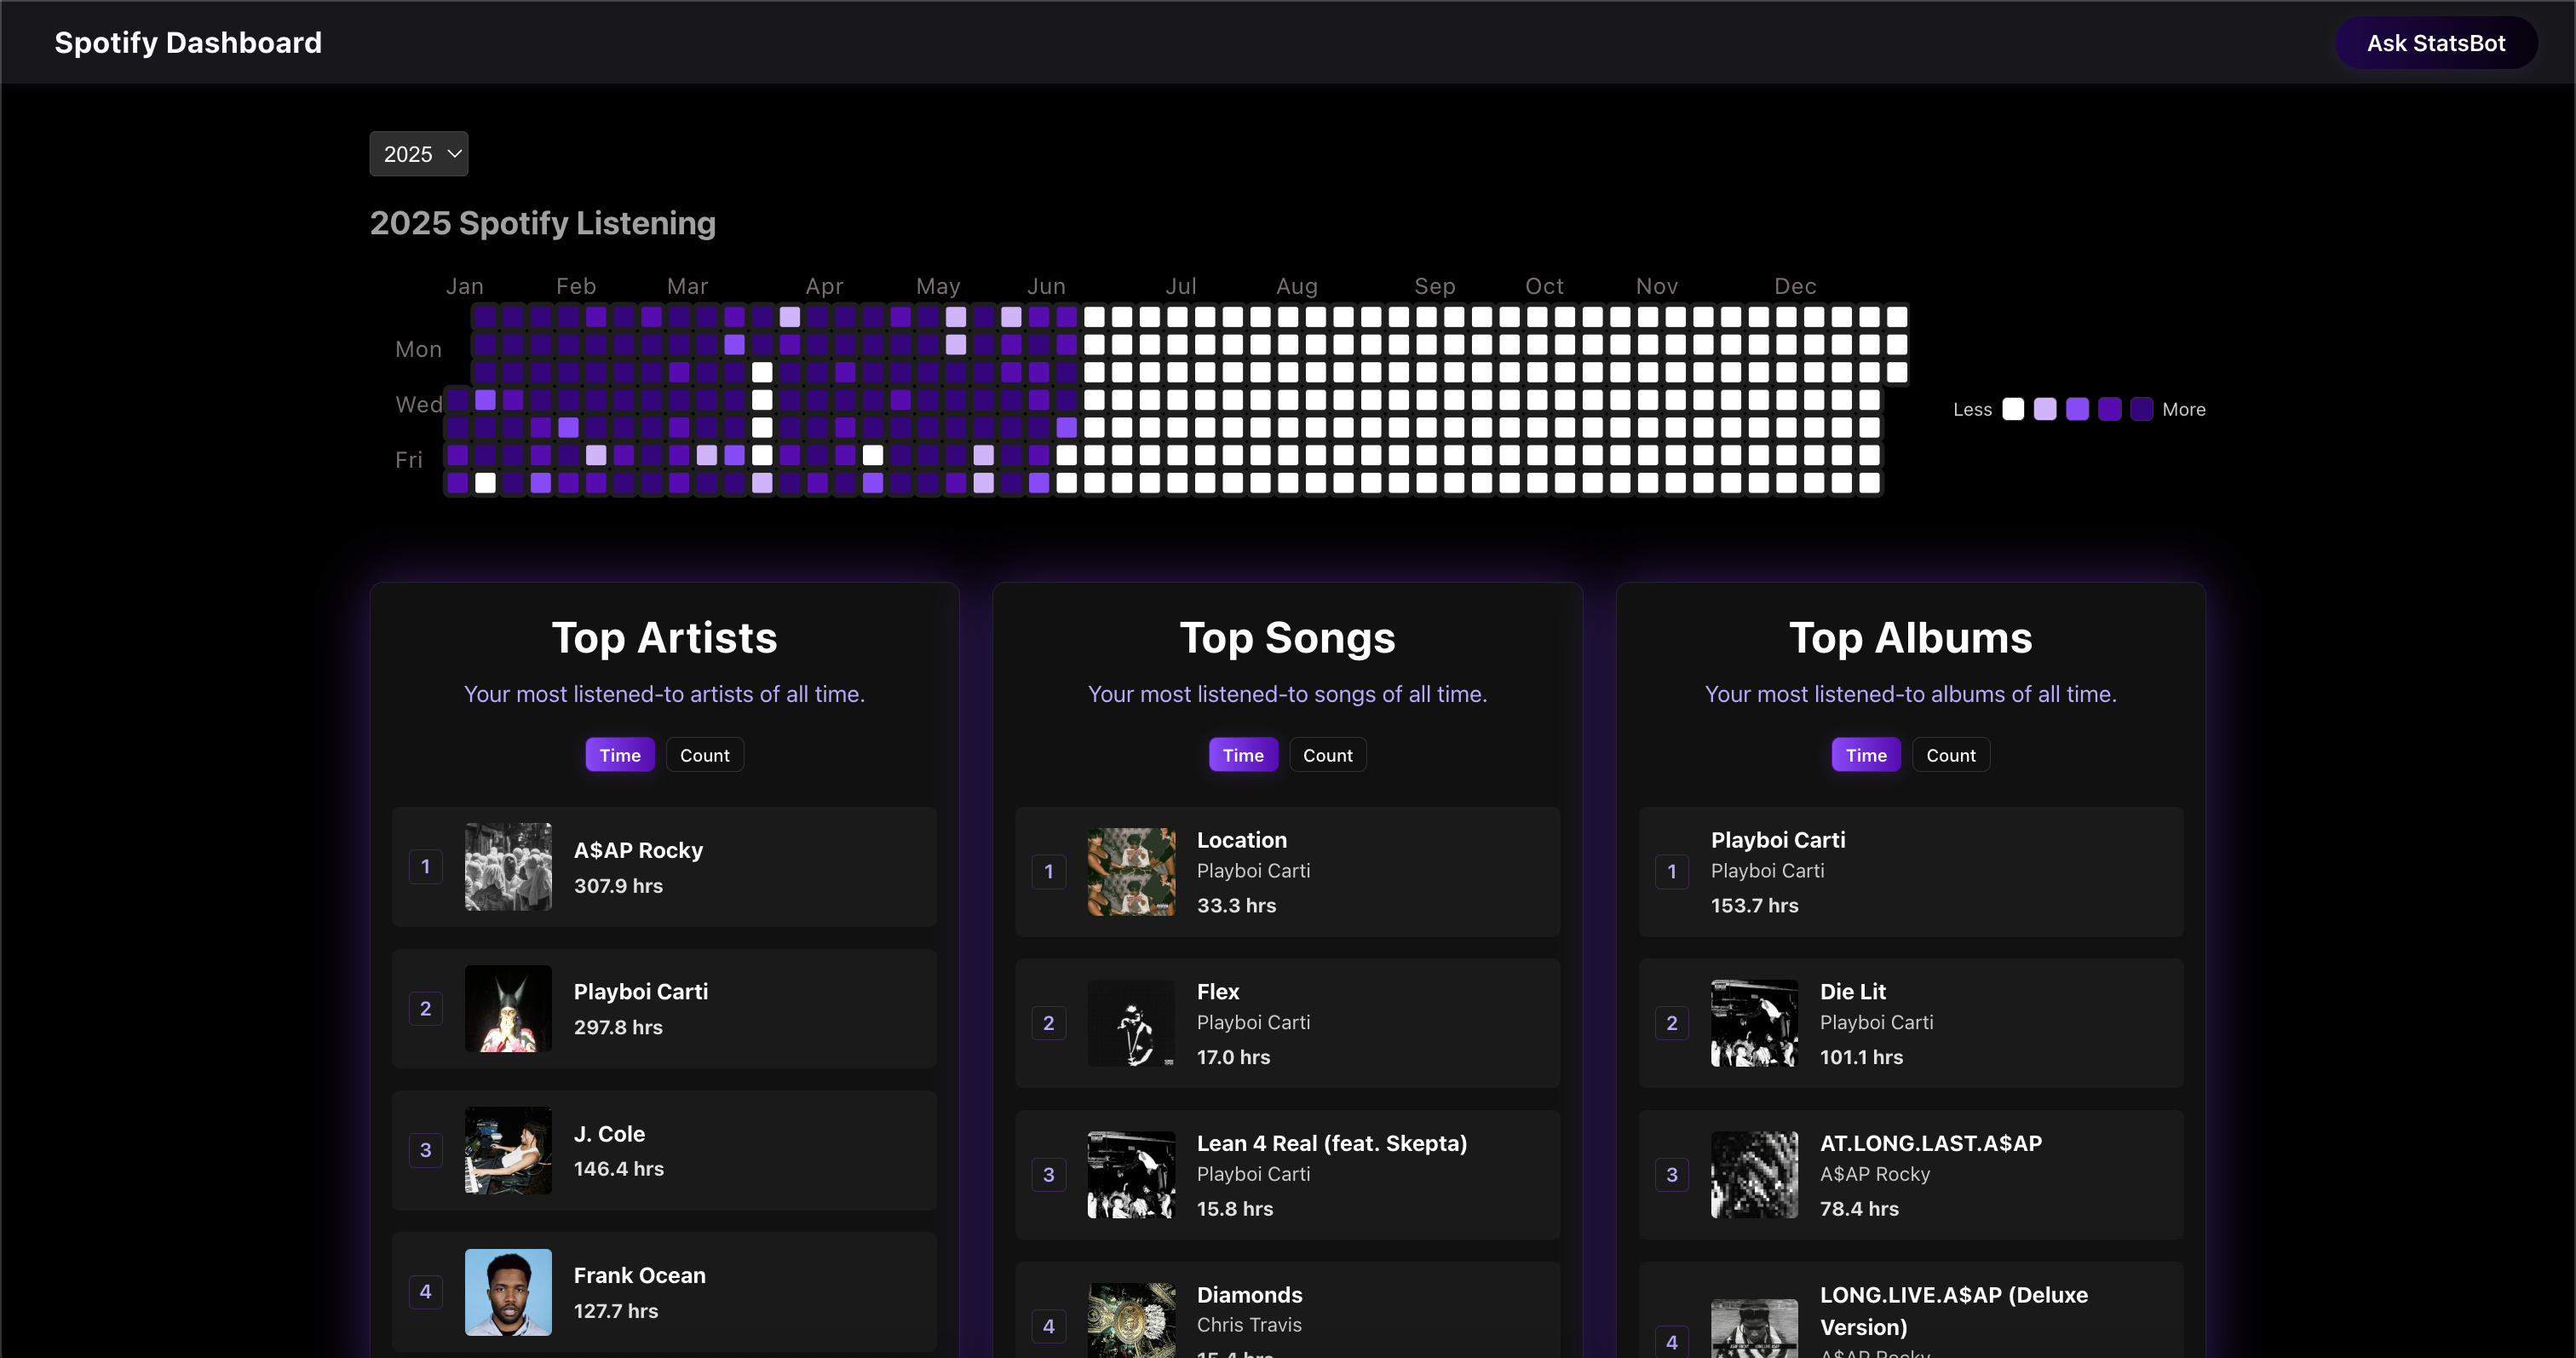 Spotify Dashboard
Ask StatsBot
2025
2025 Spotify Listening
Jan Feb Mar Apr May Jun Jul Aug Sep Oct Nov Dec
Mon
Wed
Fri
Less More
Top Artists
Your most listened-to artists of all time.
Time Count
1
A$AP Rocky
307.9 hrs
2
Playboi Carti
297.8 hrs
3
J. Cole
146.4 hrs
4
Frank Ocean
127.7 hrs
Top Songs
Your most listened-to songs of all time.
Time Count
1
Location
Playboi Carti
33.3 hrs
2
Flex
Playboi Carti
17.0 hrs
3
Lean 4 Real (feat. Skepta)
Playboi Carti
15.8 hrs
4
Diamonds
Chris Travis
15.4 hrs
Top Albums
Your most listened-to albums of all time.
Time Count
1
Playboi Carti
Playboi Carti
153.7 hrs
2
Die Lit
Playboi Carti
101.1 hrs
3
AT.LONG.LAST.A$AP
A$AP Rocky
78.4 hrs
4
LONG.LIVE.A$AP (Deluxe
Version)
A$AP Rocky